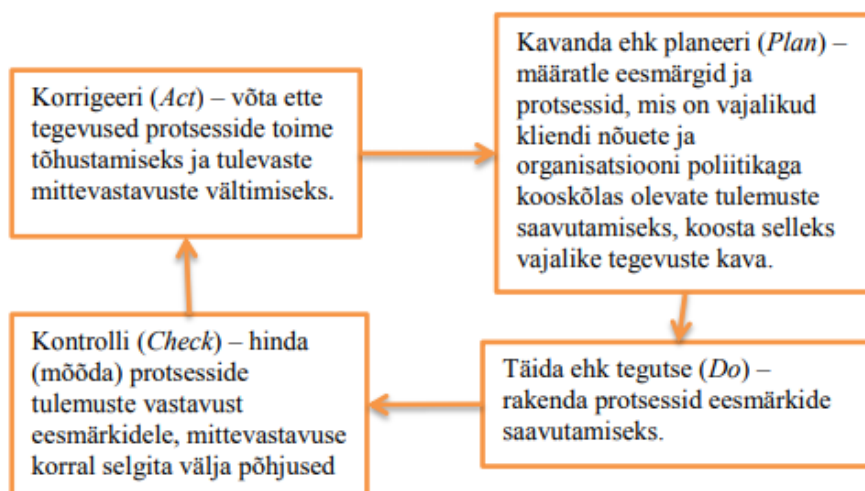 Korrigeeri (Act) – võta ette
tegevused protsesside toime
tõhustamiseks ja tulevaste
mittevastavuste vältimiseks.
Kavanda ehk planeeri (Plan) –
määratle eesmärgid ja
protsessid, mis on vajalikud
kliendi nõuete ja
organisatsiooni poliitikaga
kooskõlas olevate tulemuste
saavutamiseks, koosta selleks
vajalike tegevuste kava.
Täida ehk tegutse (Do) –
rakenda protsessid eesmärkide
saavutamiseks.
Kontrolli (Check) – hinda
(mõõda) protsesside
tulemuste vastavust
eesmärkidele, mittevastavuse
korral selgita välja põhjused